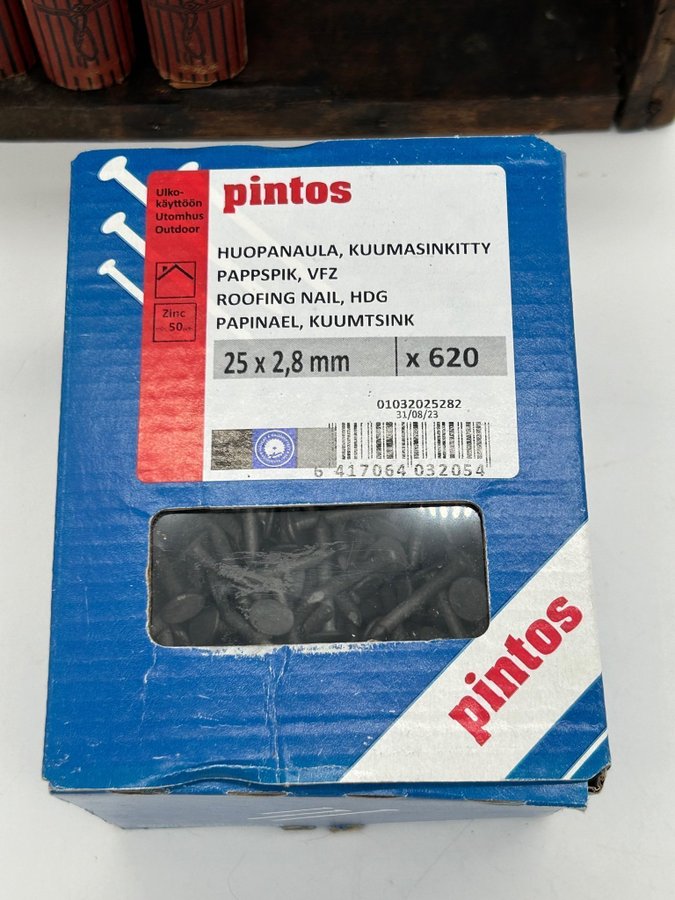 pintos
Ulko-
käyttöön
Utomhus
Outdoor
HUOPANAULA, KUUMASINKITTY
PAPPSPIK, VFZ
ROOFING NAIL, HDG
PAPINAEL, KUUMTSINK
Zinc
50
25 x 2,8 mm
x 620
01032025282
31/08/23
6 417064 032054
pintos